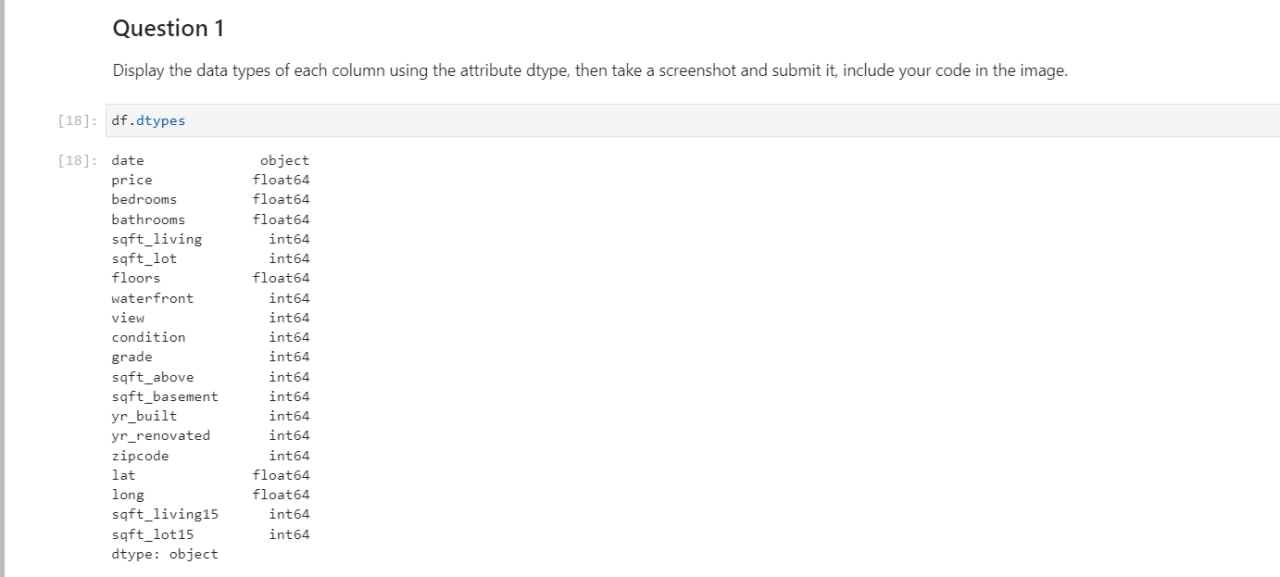 Question 1
Display the data types of each column using the attribute dtype, then take a screenshot and submit it, include your code in the image.
[18]: df.dtypes
[18]: date object
price float64
bedrooms float64
bathrooms float64
sqft_living int64
sqft_lot int64
floors float64
waterfront int64
view int64
condition int64
grade int64
sqft_above int64
sqft_basement int64
yr_built int64
yr_renovated int64
zipcode int64
lat float64
long float64
sqft_living15 int64
sqft_lot15 int64
dtype: object